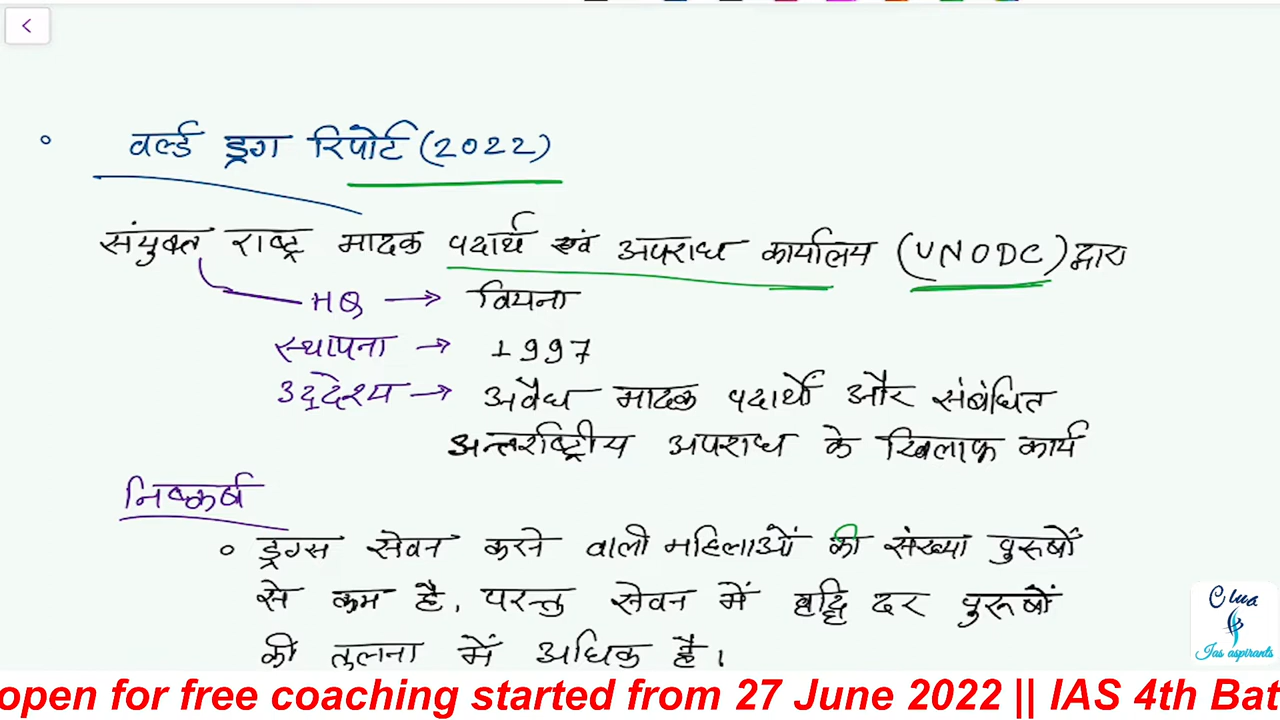 वर्ल्ड ड्रग रिपोर्ट (2022)
संयुक्त राष्ट्र मादक पदार्थ एवं अपराध कार्यालय (UNODC) द्वारा
HQ → वियना
स्थापना → 1997
उद्देश्य → अवैध मादक पदार्थों और संबंधित
अन्तर्राष्ट्रीय अपराध के खिलाफ कार्य
निष्कर्ष
ड्रग्स सेवन करने वाली महिलाओं की संख्या पुरुषों
से कम है, परन्तु सेवन में वृद्धि दर पुरुषों
की तुलना में अधिक है।
Clue
Ias aspirants
open for free coaching started from 27 June 2022 || IAS 4th Bat